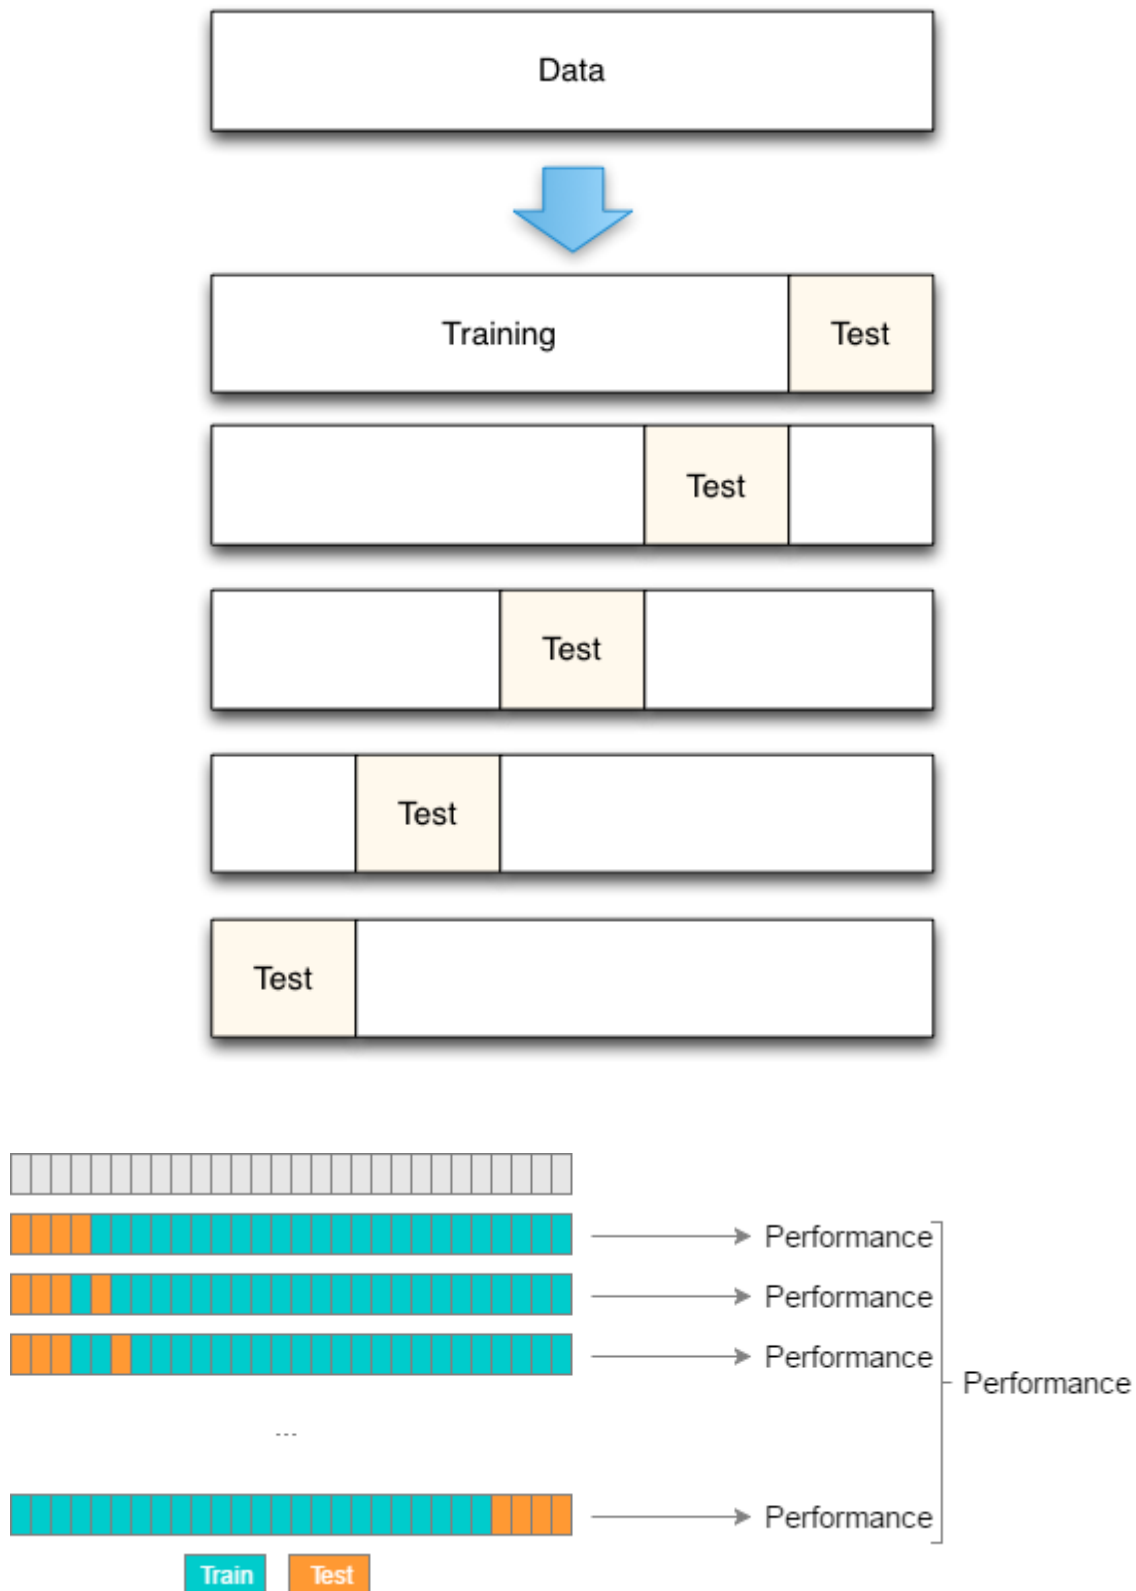 Data
Training Test
Test
Test
Test
Test
Performance
Performance
Performance
Performance
...
Performance
Train Test